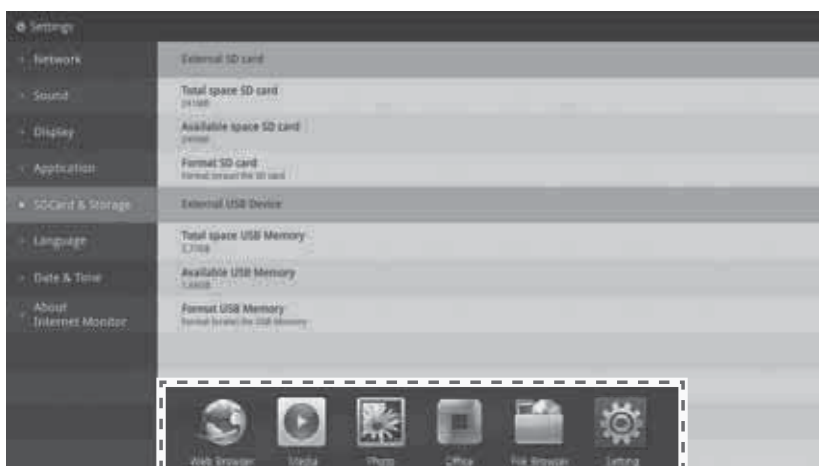 Settings
Network
Sound
Display
Application
SDCard & Storage
Language
Date & Time
About
Internet Monitor
External SD card
Total space SD card
Available space SD card
Format SD card
External USB Device
Total space USB Memory
Available USB Memory
Format USB Memory
Web Browser
Media
Photo
Office
File Browser
Setting